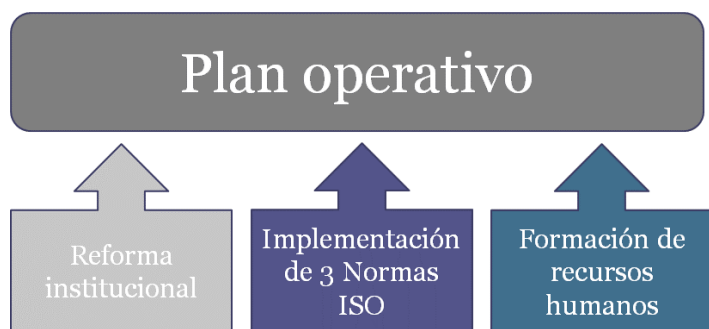 Plan operativo
Reforma
institucional
Implementación
de 3 Normas
ISO
Formación de
recursos
humanos